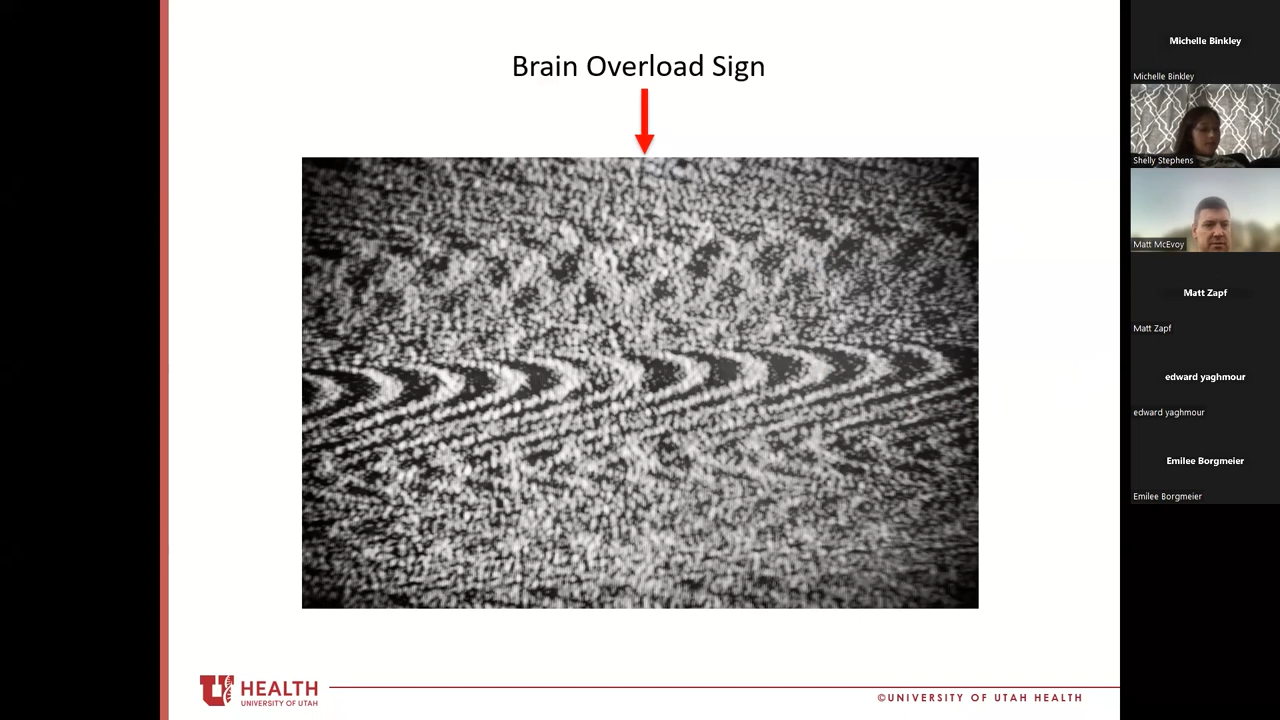 Brain Overload Sign
HEALTH
UNIVERSITY OF UTAH
©UNIVERSITY OF UTAH HEALTH
Michelle Binkley
Michelle Binkley
Shelly Stephens
Matt McEvoy
Matt Zapf
Matt Zapf
edward yaghmour
edward yaghmour
Emilee Borgmeier
Emilee Borgmeier